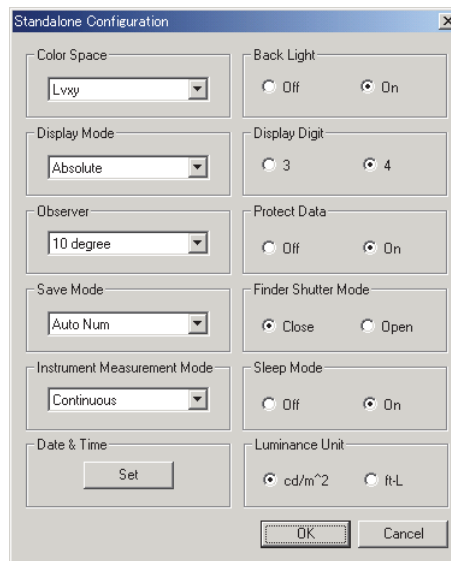 Standalone Configuration
Color Space
Lvxy
Back Light
Off On
Display Mode
Absolute
Display Digit
3 4
Observer
10 degree
Protect Data
Off On
Save Mode
Auto Num
Finder Shutter Mode
Close Open
Instrument Measurement Mode
Continuous
Sleep Mode
Off On
Date & Time
Set
Luminance Unit
cd/m^2 ft-L
OK Cancel